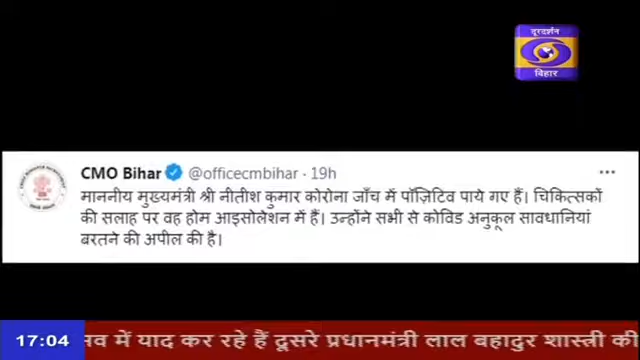 दूरदर्शन
बिहार
CMO Bihar @officecmbihar · 19h
माननीय मुख्यमंत्री श्री नीतीश कुमार कोरोना जाँच में पॉज़िटिव पाये गए हैं। चिकित्सकों
की सलाह पर वह होम आइसोलेशन में हैं। उन्होंने सभी से कोविड अनुकूल सावधानियां
बरतने की अपील की है।
17:04 सव में याद कर रहे हैं दूसरे प्रधानमंत्री लाल बहादुर शास्त्री की